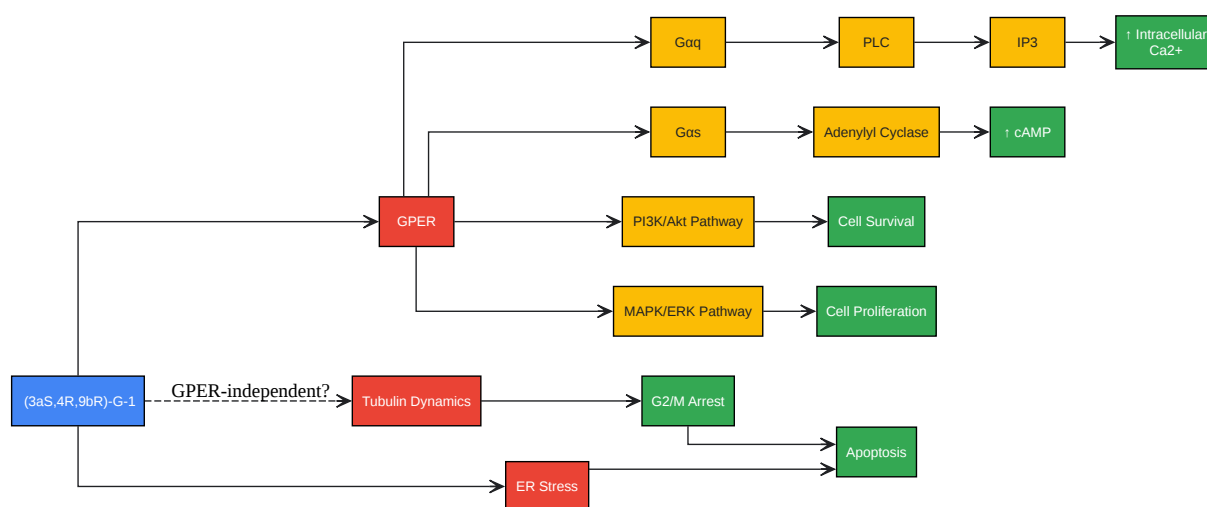 Gαq
PLC
IP3
↑ Intracellular
Ca2+
Gαs
Adenylyl Cyclase
↑ cAMP
GPER
PI3K/Akt Pathway
Cell Survival
MAPK/ERK Pathway
Cell Proliferation
(3aS,4R,9bR)-G-1
GPER-independent?
Tubulin Dynamics
G2/M Arrest
Apoptosis
ER Stress